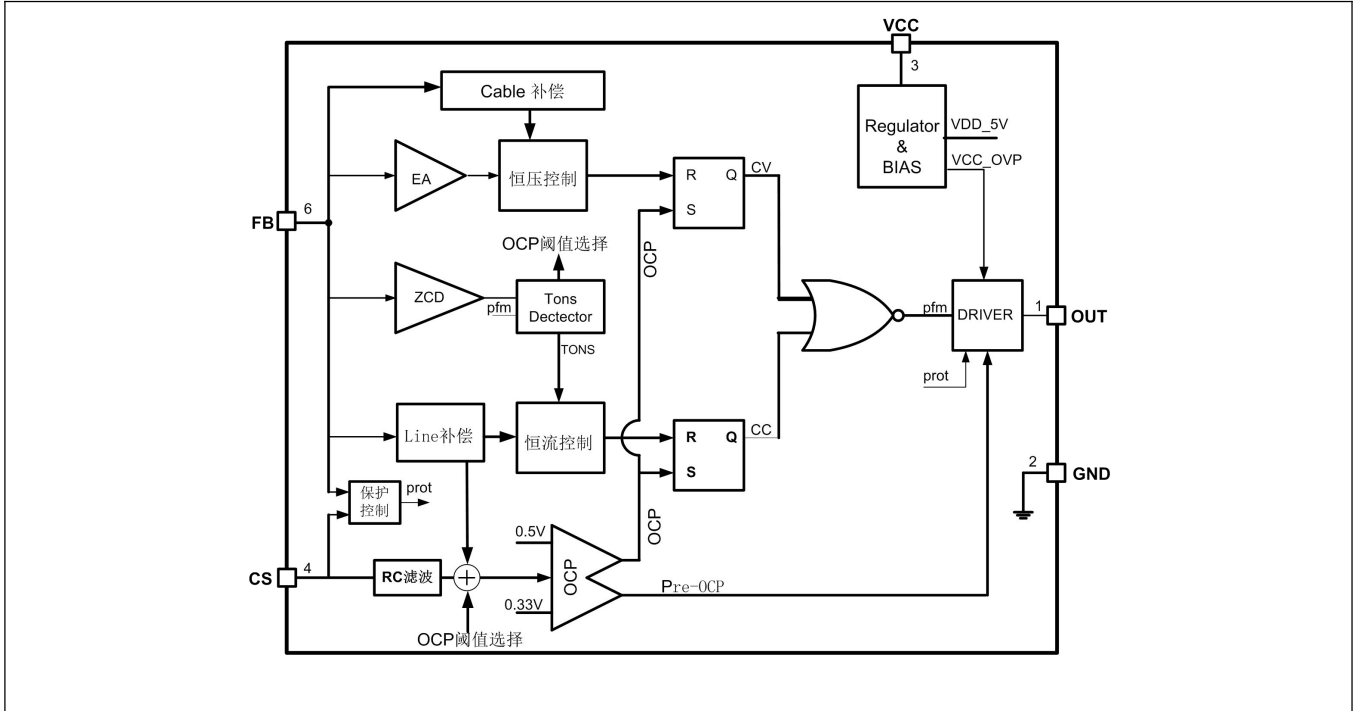 VCC
3
Cable 补偿
Regulator
&
BIAS
VDD_5V
VCC_OVP
EA
恒压控制
R
Q
CV
S
6
FB
OCP阈值选择
OCP
ZCD
pfm
Tons
Dectector
TONS
pfm
DRIVER
1
OUT
prot
Line补偿
恒流控制
R
Q
CC
S
2
GND
保护
控制
prot
0.5V
OCP
CS
4
RC滤波
+
OCP
Pre-OCP
0.33V
OCP阈值选择